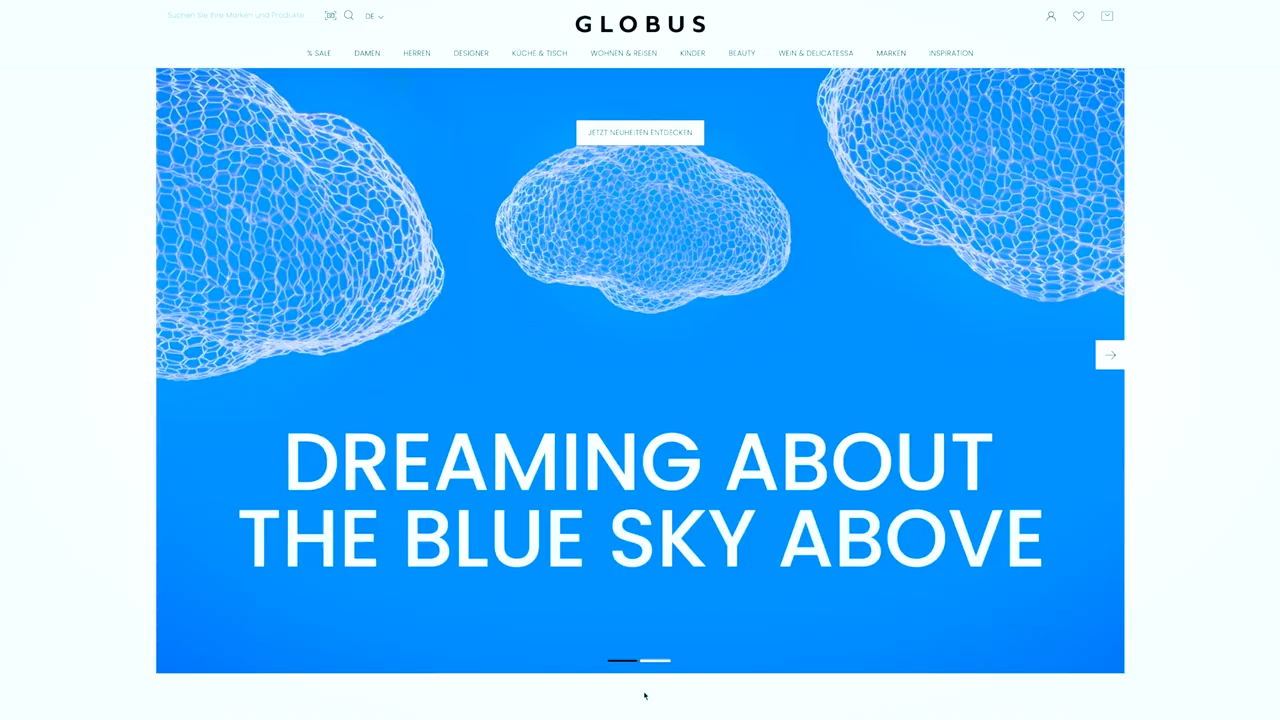 Suchen Sie Ihre Marken und Produkte
DE
GLOBUS
% SALE DAMEN HERREN DESIGNER KÜCHE & TISCH WOHNEN & REISEN KINDER BEAUTY WEIN & DELICATESSA MARKEN INSPIRATION
JETZT NEUHEITEN ENTDECKEN
DREAMING ABOUT
THE BLUE SKY ABOVE